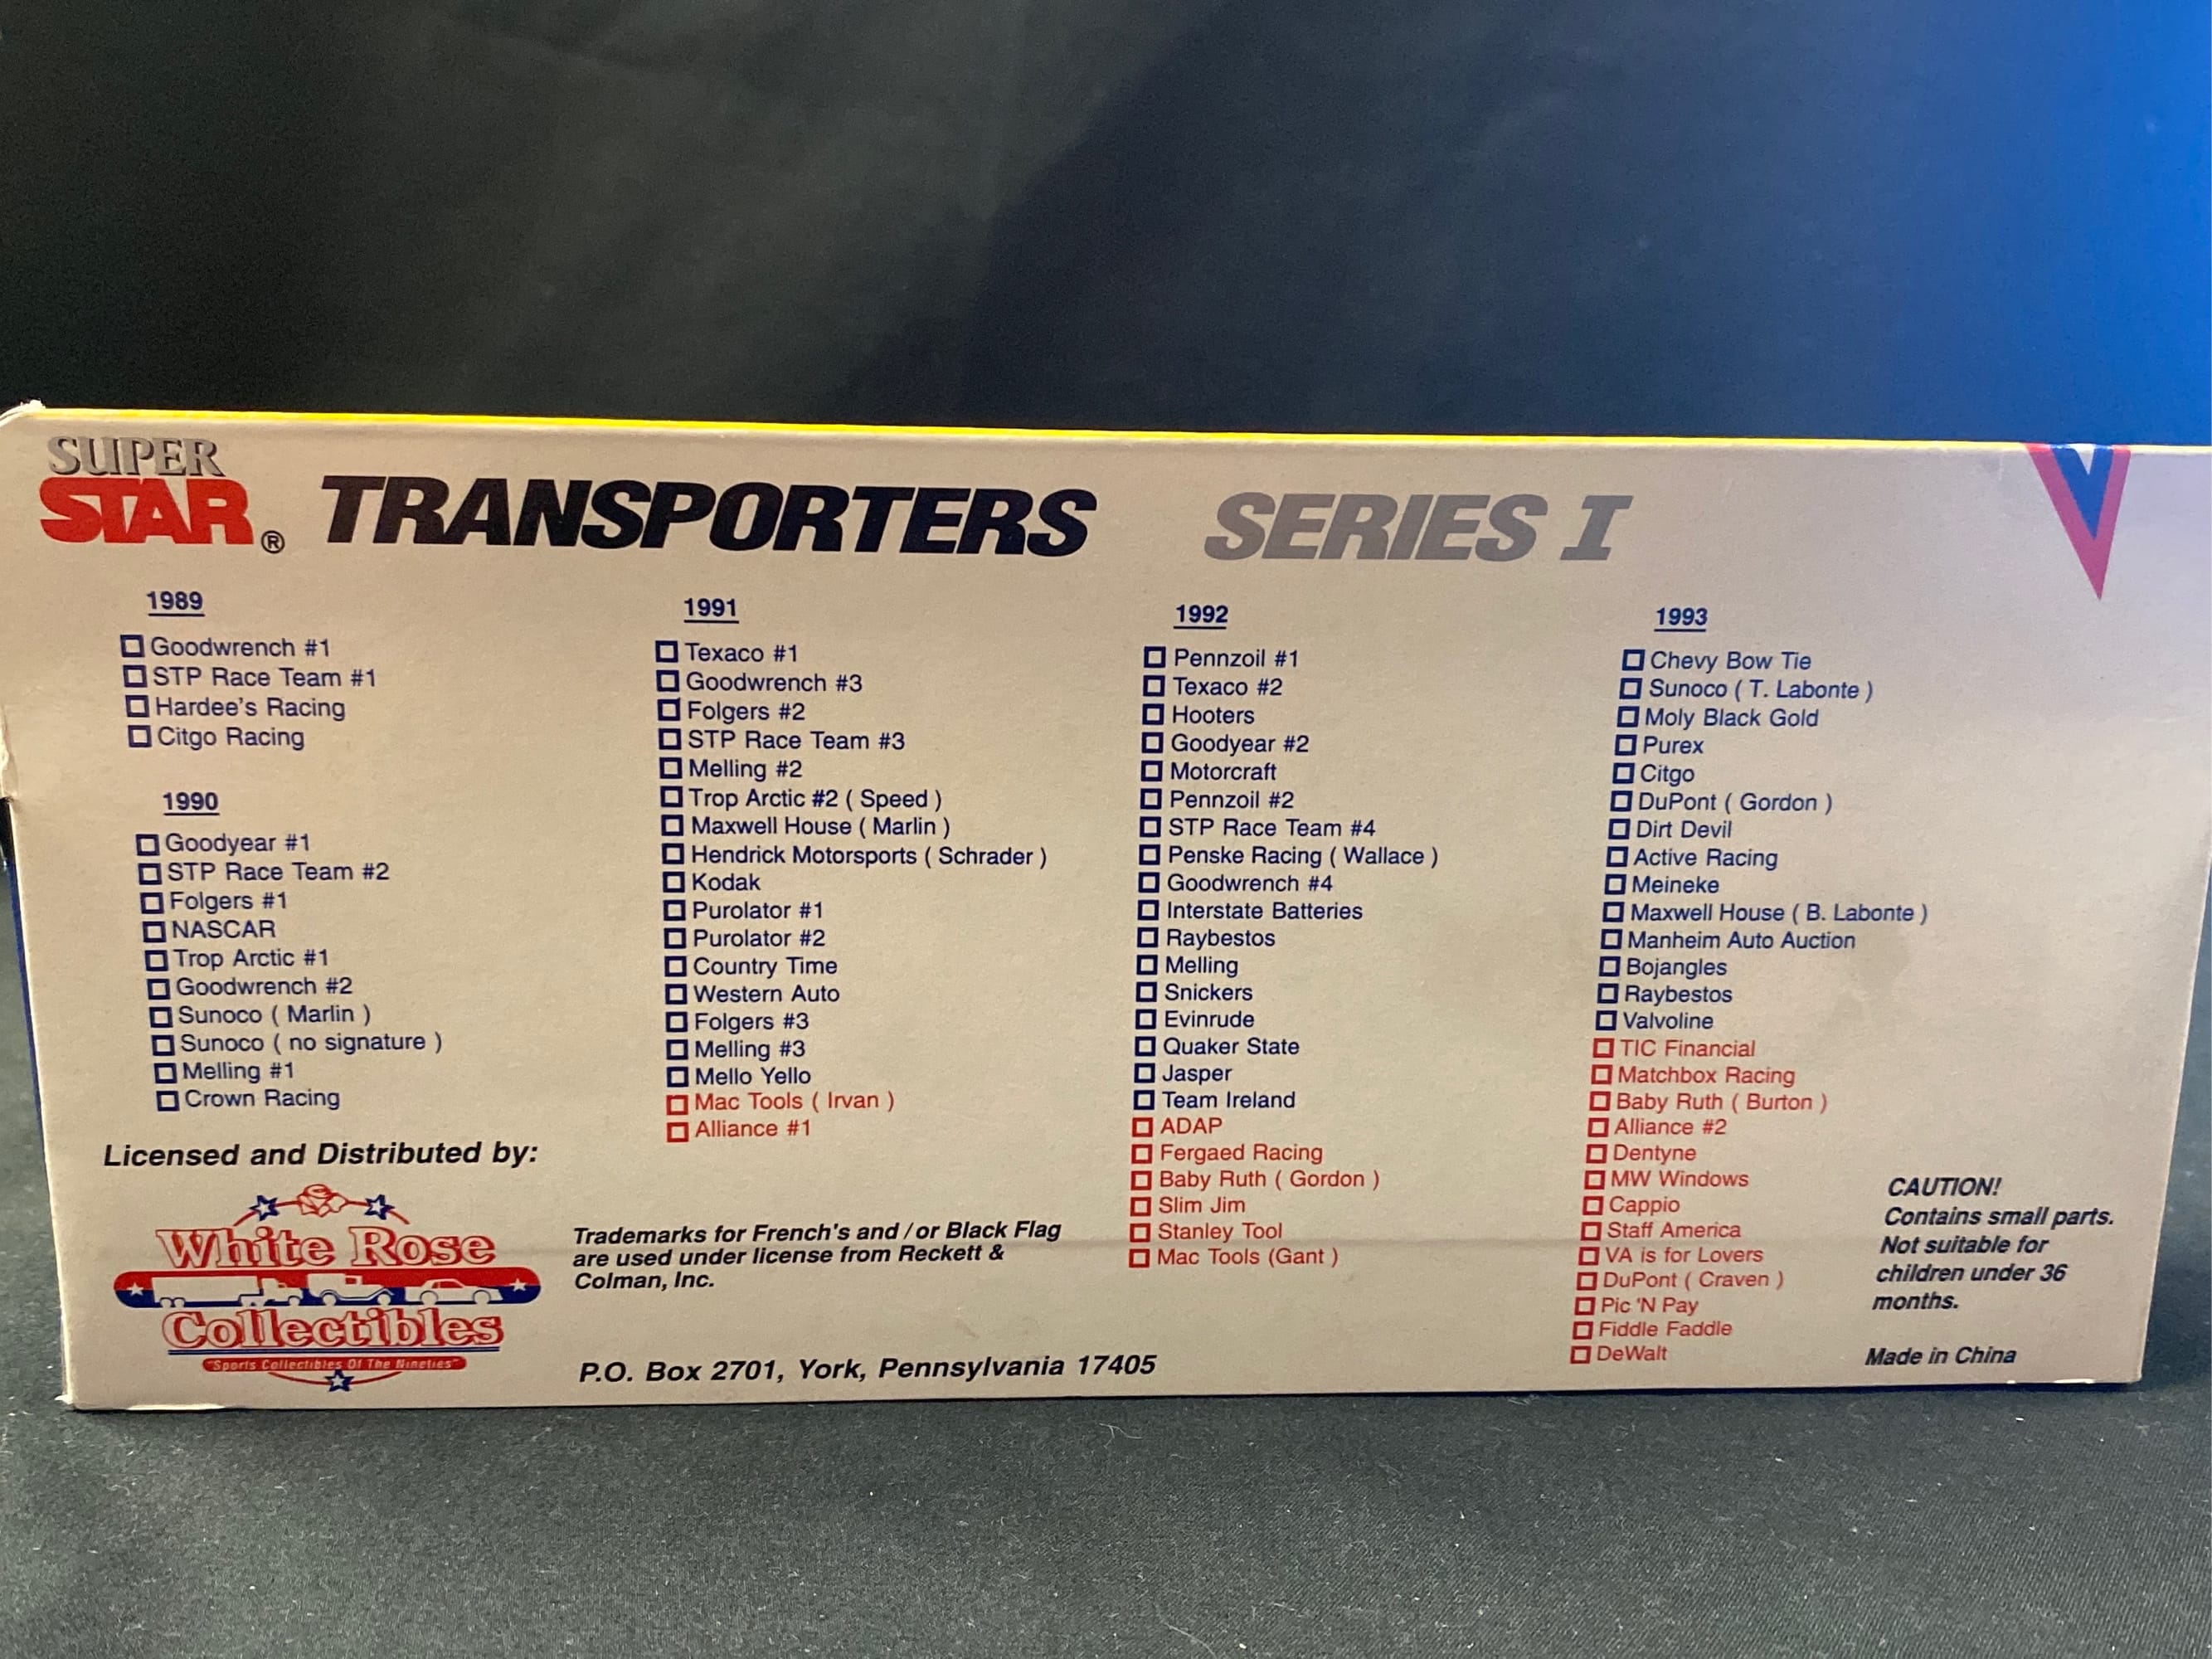 SUPER
STAR ® TRANSPORTERS SERIES I
1989
Goodwrench #1
STP Race Team #1
Hardee's Racing
Citgo Racing
1990
Goodyear #1
STP Race Team #2
Folgers #1
NASCAR
Trop Arctic #1
Goodwrench #2
Sunoco ( Marlin )
Sunoco ( no signature )
Melling #1
Crown Racing
1991
Texaco #1
Goodwrench #3
Folgers #2
STP Race Team #3
Melling #2
Trop Arctic #2 ( Speed )
Maxwell House ( Marlin )
Hendrick Motorsports ( Schrader )
Kodak
Purolator #1
Purolator #2
Country Time
Western Auto
Folgers #3
Melling #3
Mello Yello
Mac Tools ( Irvan )
Alliance #1
1992
Pennzoil #1
Texaco #2
Hooters
Goodyear #2
Motorcraft
Pennzoil #2
STP Race Team #4
Penske Racing ( Wallace )
Goodwrench #4
Interstate Batteries
Raybestos
Melling
Snickers
Evinrude
Quaker State
Jasper
Team Ireland
ADAP
Fergaed Racing
Baby Ruth ( Gordon )
Slim Jim
Stanley Tool
Mac Tools (Gant )
1993
Chevy Bow Tie
Sunoco ( T. Labonte )
Moly Black Gold
Purex
Citgo
DuPont ( Gordon )
Dirt Devil
Active Racing
Meineke
Maxwell House ( B. Labonte )
Manheim Auto Auction
Bojangles
Raybestos
Valvoline
TIC Financial
Matchbox Racing
Baby Ruth ( Burton )
Alliance #2
Dentyne
MW Windows
Cappio
Staff America
VA is for Lovers
DuPont ( Craven )
Pic 'N Pay
Fiddle Faddle
DeWalt
Licensed and Distributed by:
White Rose
Collectibles
"Sports Collectibles Of The Nineties"
Trademarks for French's and / or Black Flag
are used under license from Reckett &
Colman, Inc.
P.O. Box 2701, York, Pennsylvania 17405
CAUTION!
Contains small parts.
Not suitable for
children under 36
months.
Made in China